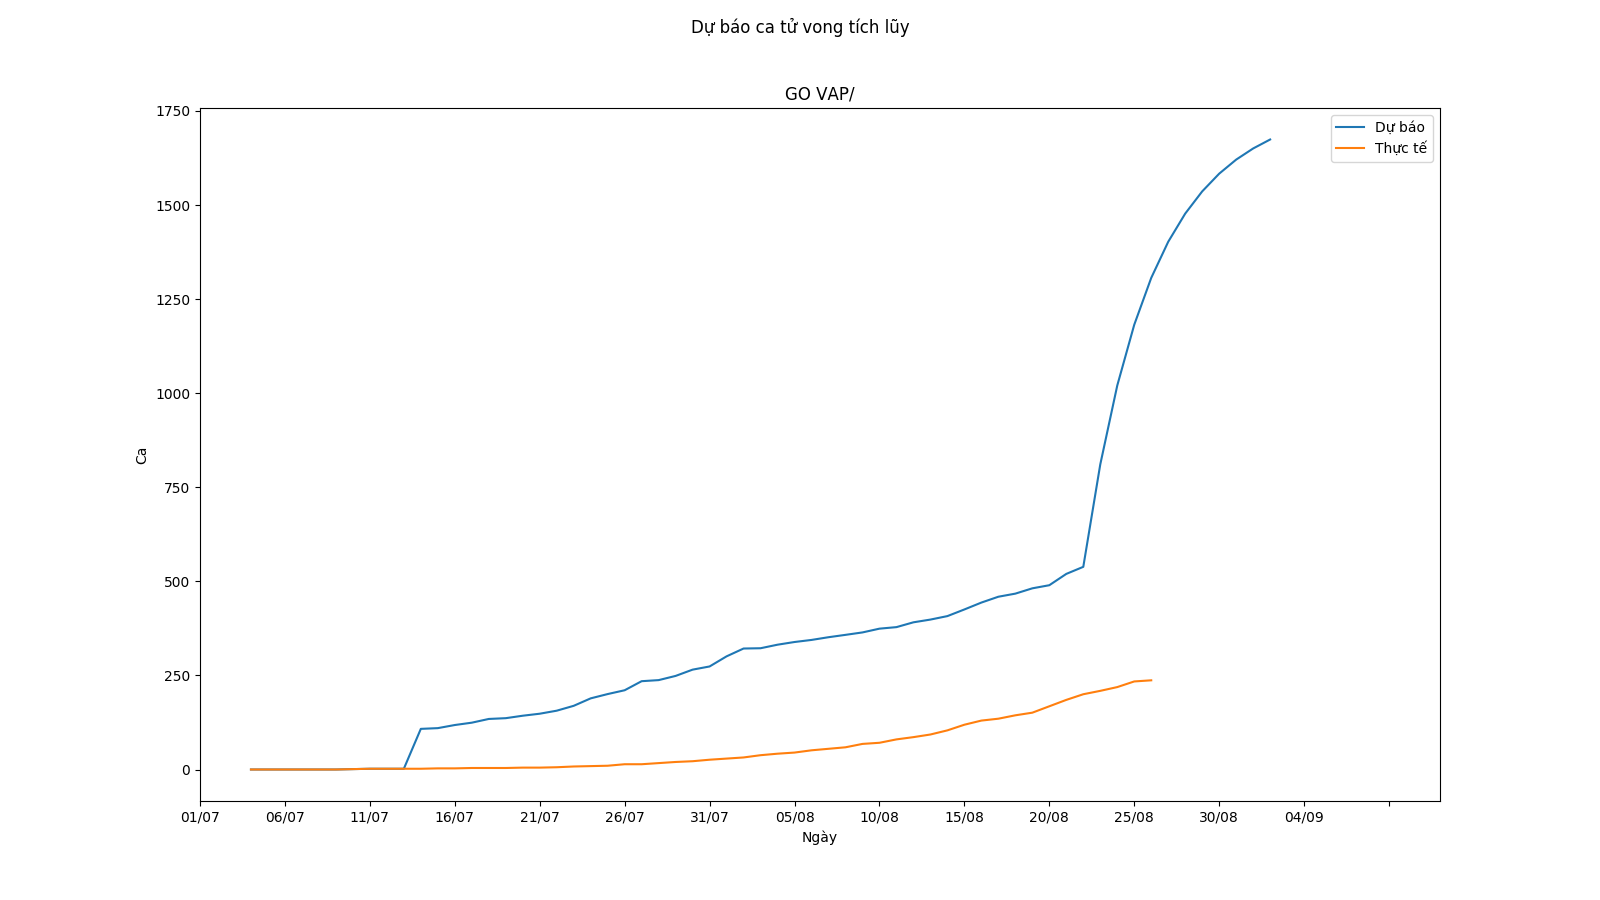 Dự báo ca tử vong tích lũy
GO VAP/
1750
1500
1250
1000
750
500
250
0
Ca
Dự báo
Thực tế
01/07 06/07 11/07 16/07 21/07 26/07 31/07 05/08 10/08 15/08 20/08 25/08 30/08 04/09
Ngày